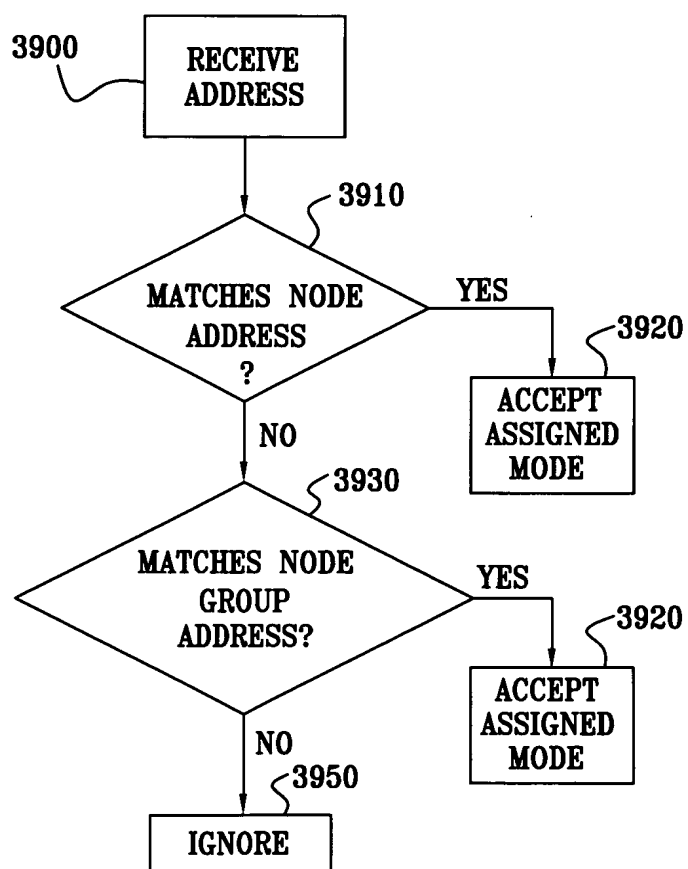 3900
RECEIVE
ADDRESS
3910
MATCHES NODE
ADDRESS
?
YES
3920
ACCEPT
ASSIGNED
MODE
NO
3930
MATCHES NODE
GROUP
ADDRESS?
YES
3920
ACCEPT
ASSIGNED
MODE
NO
3950
IGNORE